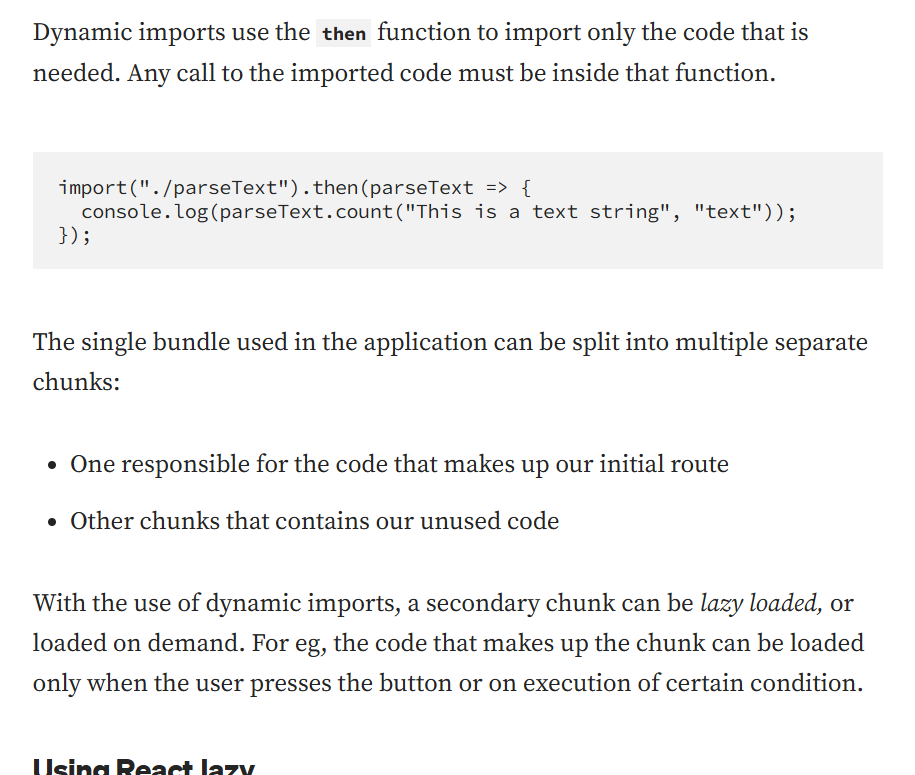 Dynamic imports use the then function to import only the code that is
needed. Any call to the imported code must be inside that function.
import("./parseText").then(parseText => {
  console.log(parseText.count("This is a text string", "text"));
});
The single bundle used in the application can be split into multiple separate
chunks:
• One responsible for the code that makes up our initial route
• Other chunks that contains our unused code
With the use of dynamic imports, a secondary chunk can be lazy loaded, or
loaded on demand. For eg, the code that makes up the chunk can be loaded
only when the user presses the button or on execution of certain condition.
Using React lazy